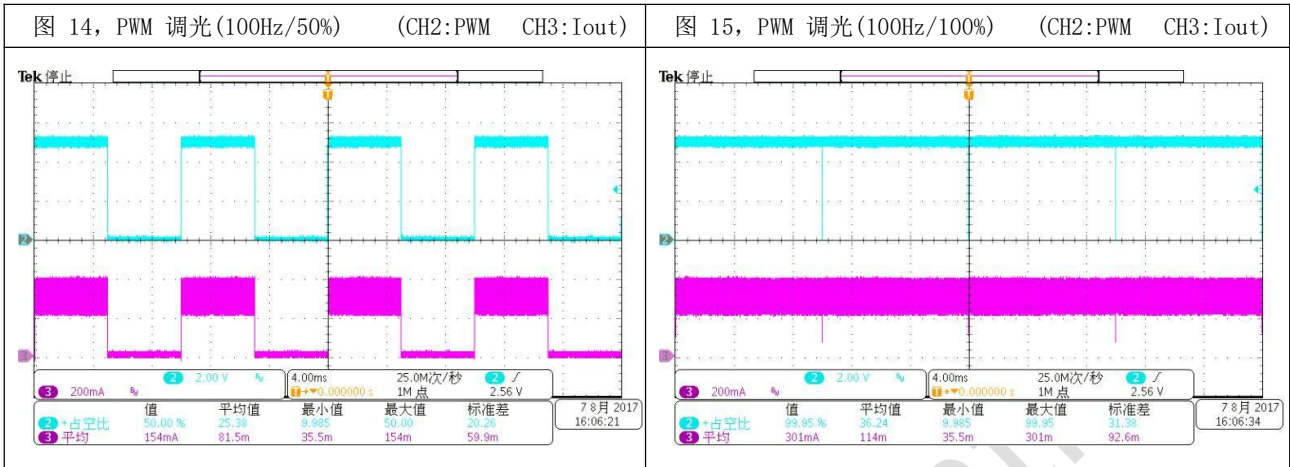 图 14，PWM 调光(100Hz/50%) (CH2:PWM CH3:Iout)
图 15，PWM 调光(100Hz/100%) (CH2:PWM CH3:Iout)
Tek 停止
T
T
2
3
2 2.00 V
3 200mA
4.00ms
T→▼0.000000 s
25.0M次/秒
1M 点
2 ∫
2.56 V
值 平均值 最小值 最大值 标准差
2 +占空比 50.00 % 25.38 9.985 50.00 20.26
3 平均 154mA 81.5m 35.5m 154m 59.9m
7 8月 2017
16:06:21
Tek 停止
T
T
2
3
2 2.00 V
3 200mA
4.00ms
T→▼0.000000 s
25.0M次/秒
1M 点
2 ∫
2.56 V
值 平均值 最小值 最大值 标准差
2 +占空比 99.95 % 36.24 9.985 99.95 31.38
3 平均 301mA 114m 35.5m 301m 92.6m
7 8月 2017
16:06:34